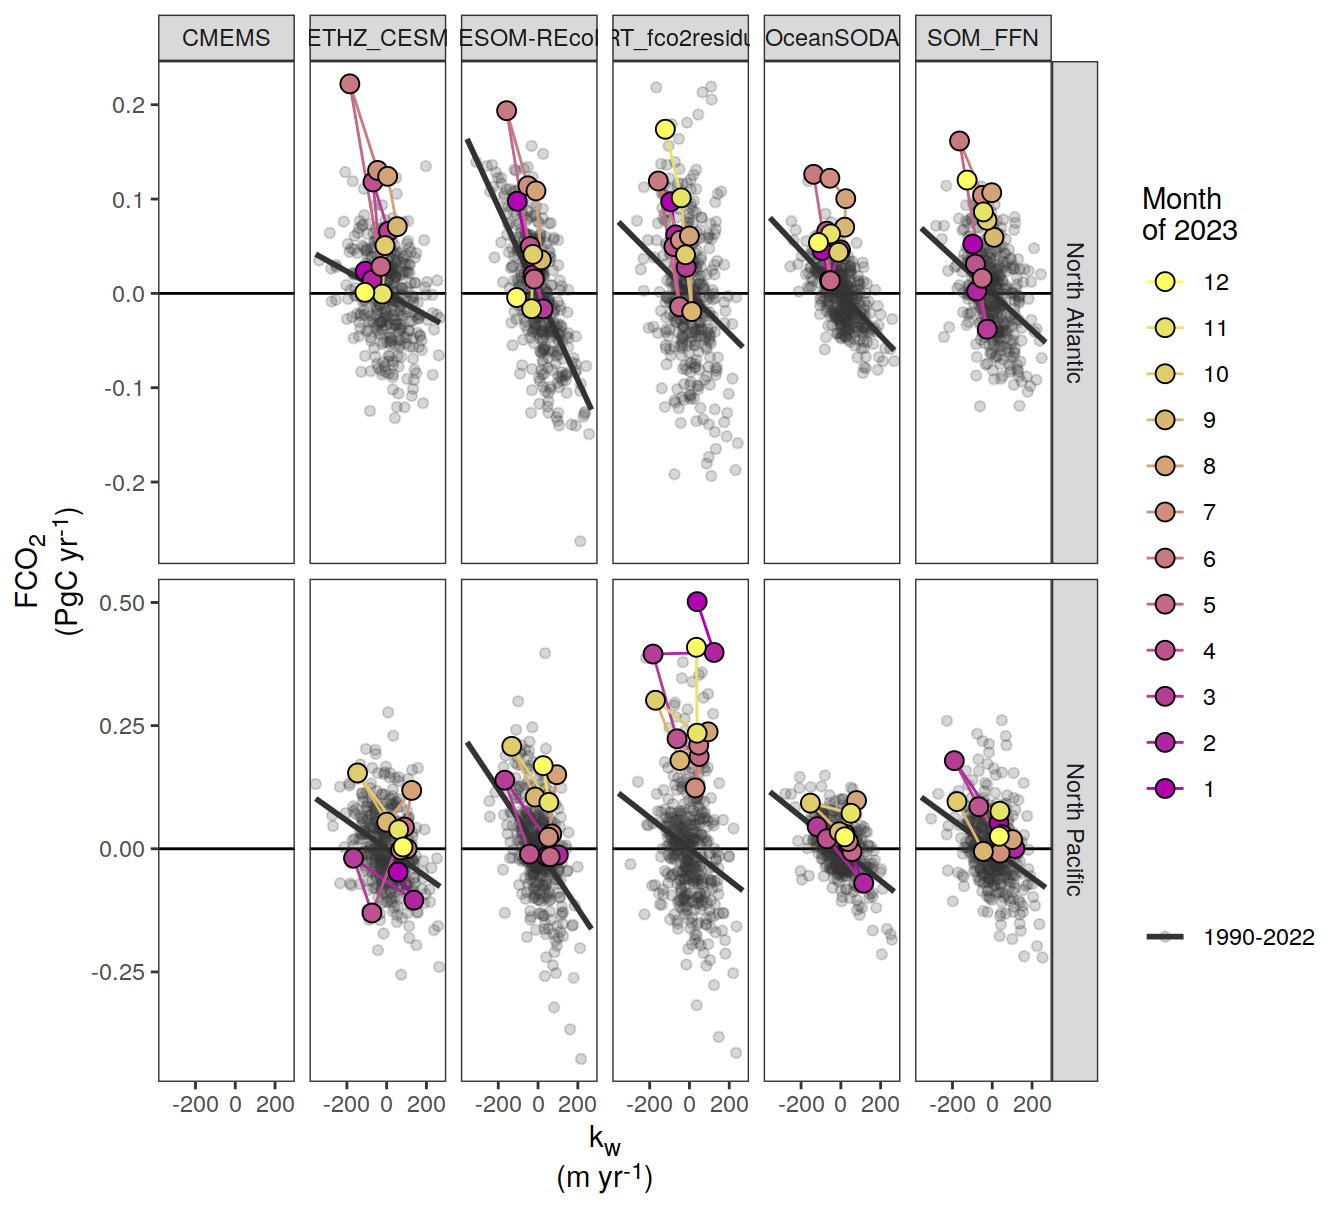 CMEMS ETHZ_CESM ESOM-REcoM RT_fco2residu OceanSODA SOM_FFN
0.2
0.1
0.0
-0.1
-0.2
North Atlantic
0.50
0.25
0.00
-0.25
North Pacific
-200 0 200 -200 0 200 -200 0 200 -200 0 200 -200 0 200 -200 0 200
FCO2
(PgC yr-1)
kw
(m yr-1)
Month
of 2023
12
11
10
9
8
7
6
5
4
3
2
1
1990-2022